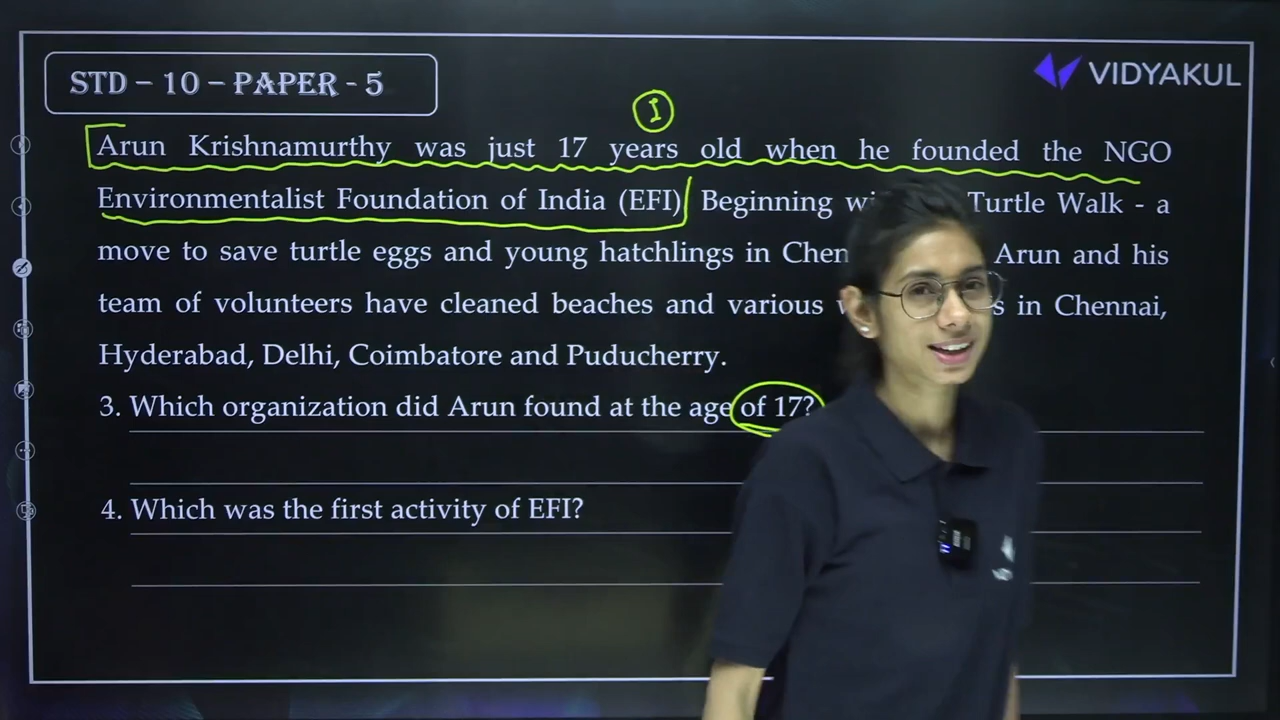 STD – 10 – PAPER - 5
VIDYAKUL
1
Arun Krishnamurthy was just 17 years old when he founded the NGO
Environmentalist Foundation of India (EFI) Beginning Turtle Walk - a
move to save turtle eggs and young hatchlings in Arun and his
team of volunteers have cleaned beaches and various in Chennai,
Hyderabad, Delhi, Coimbatore and Puducherry.
3. Which organization did Arun found at the age of 17?
4. Which was the first activity of EFI?